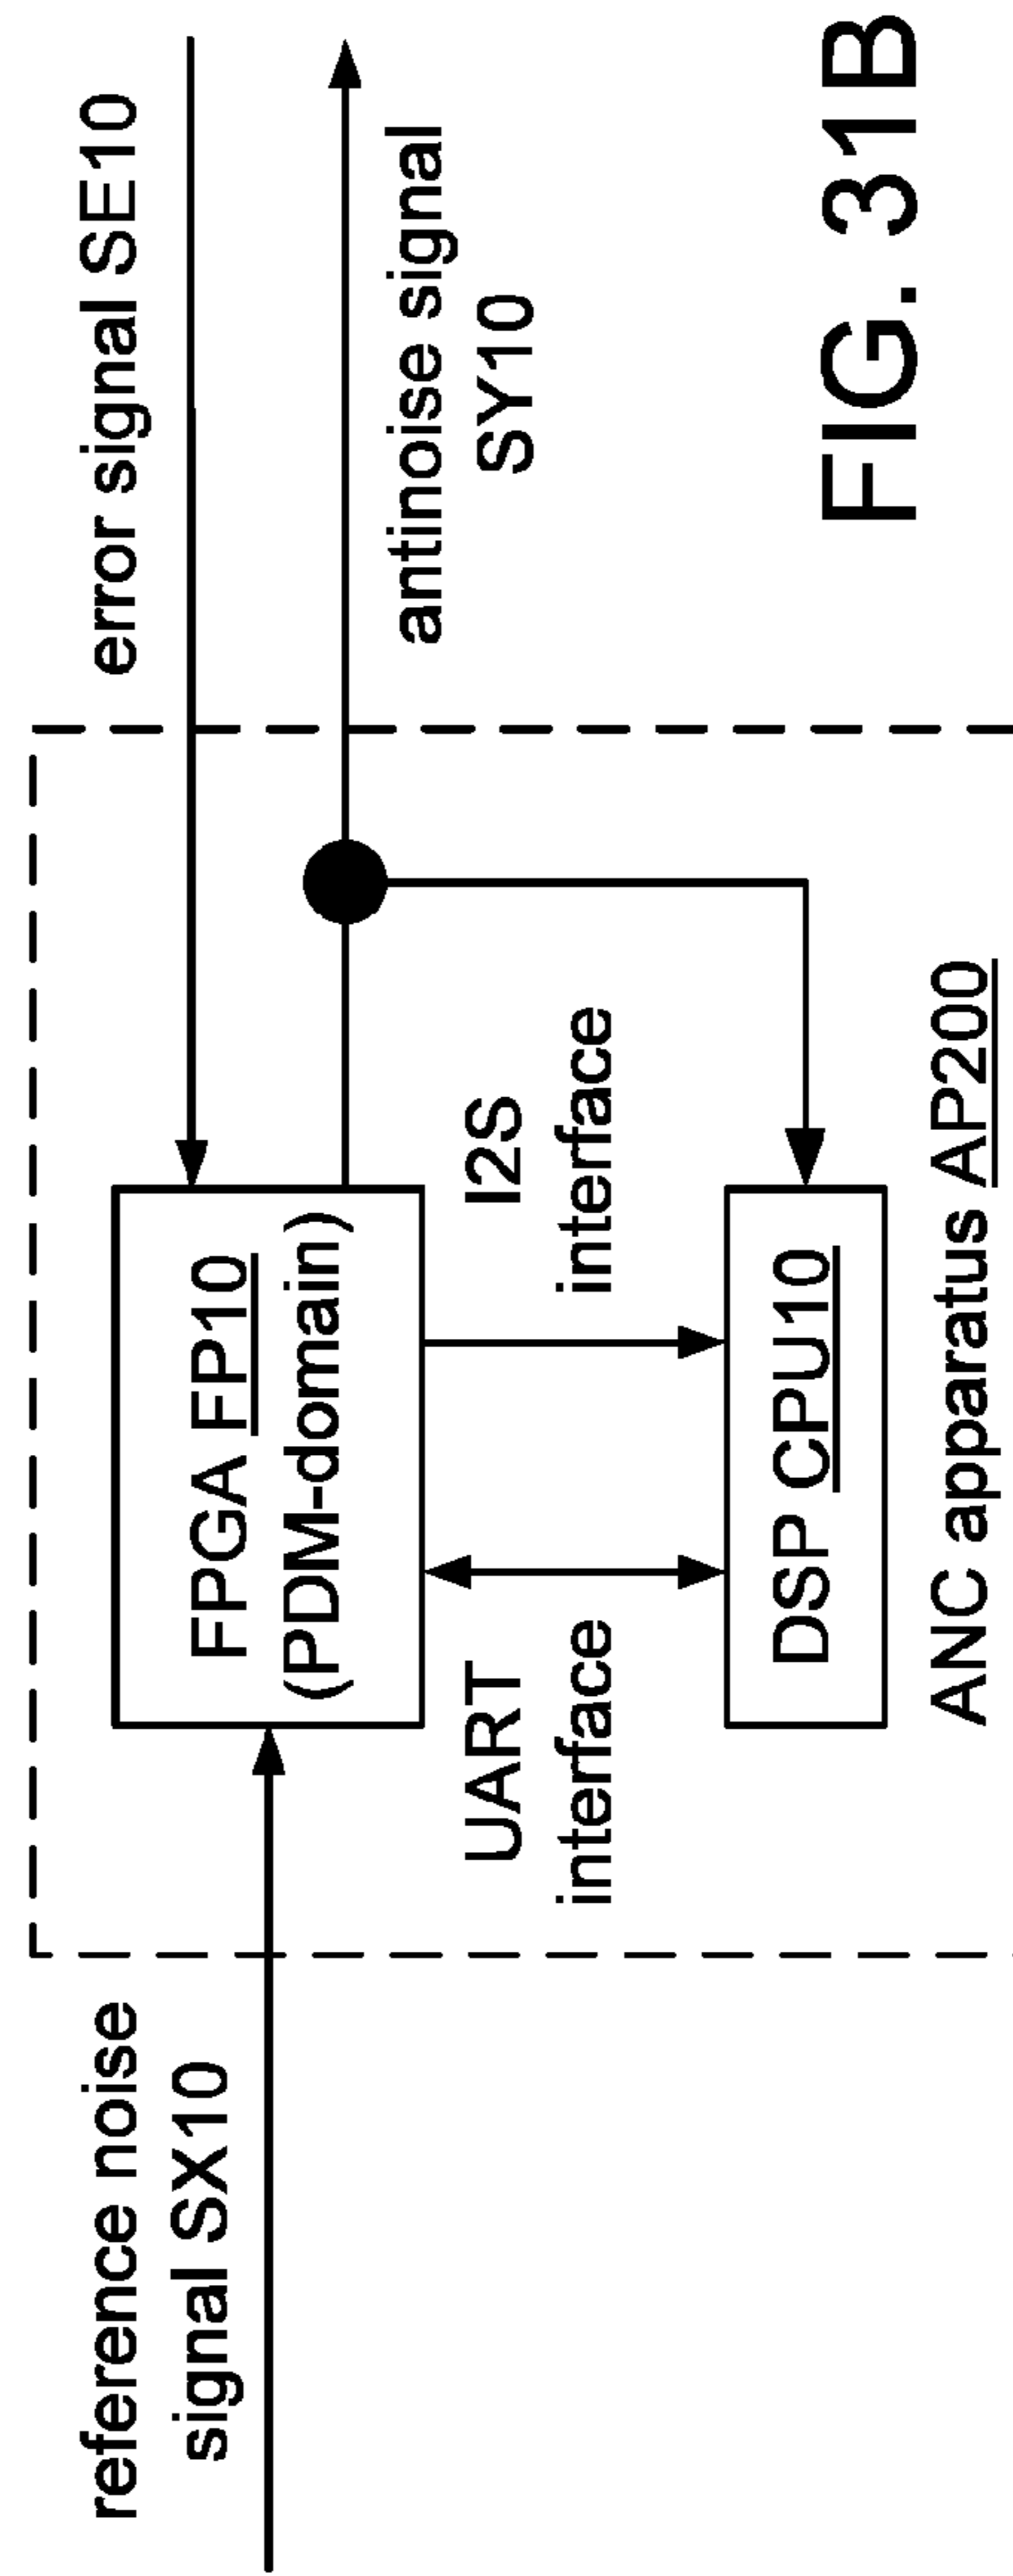 reference noise
signal SX10
error signal SE10
FPGA FP10
(PDM-domain)
antinoise signal
SY10
UART
interface
I2S
interface
DSP CPU10
ANC apparatus AP200
FIG. 31B